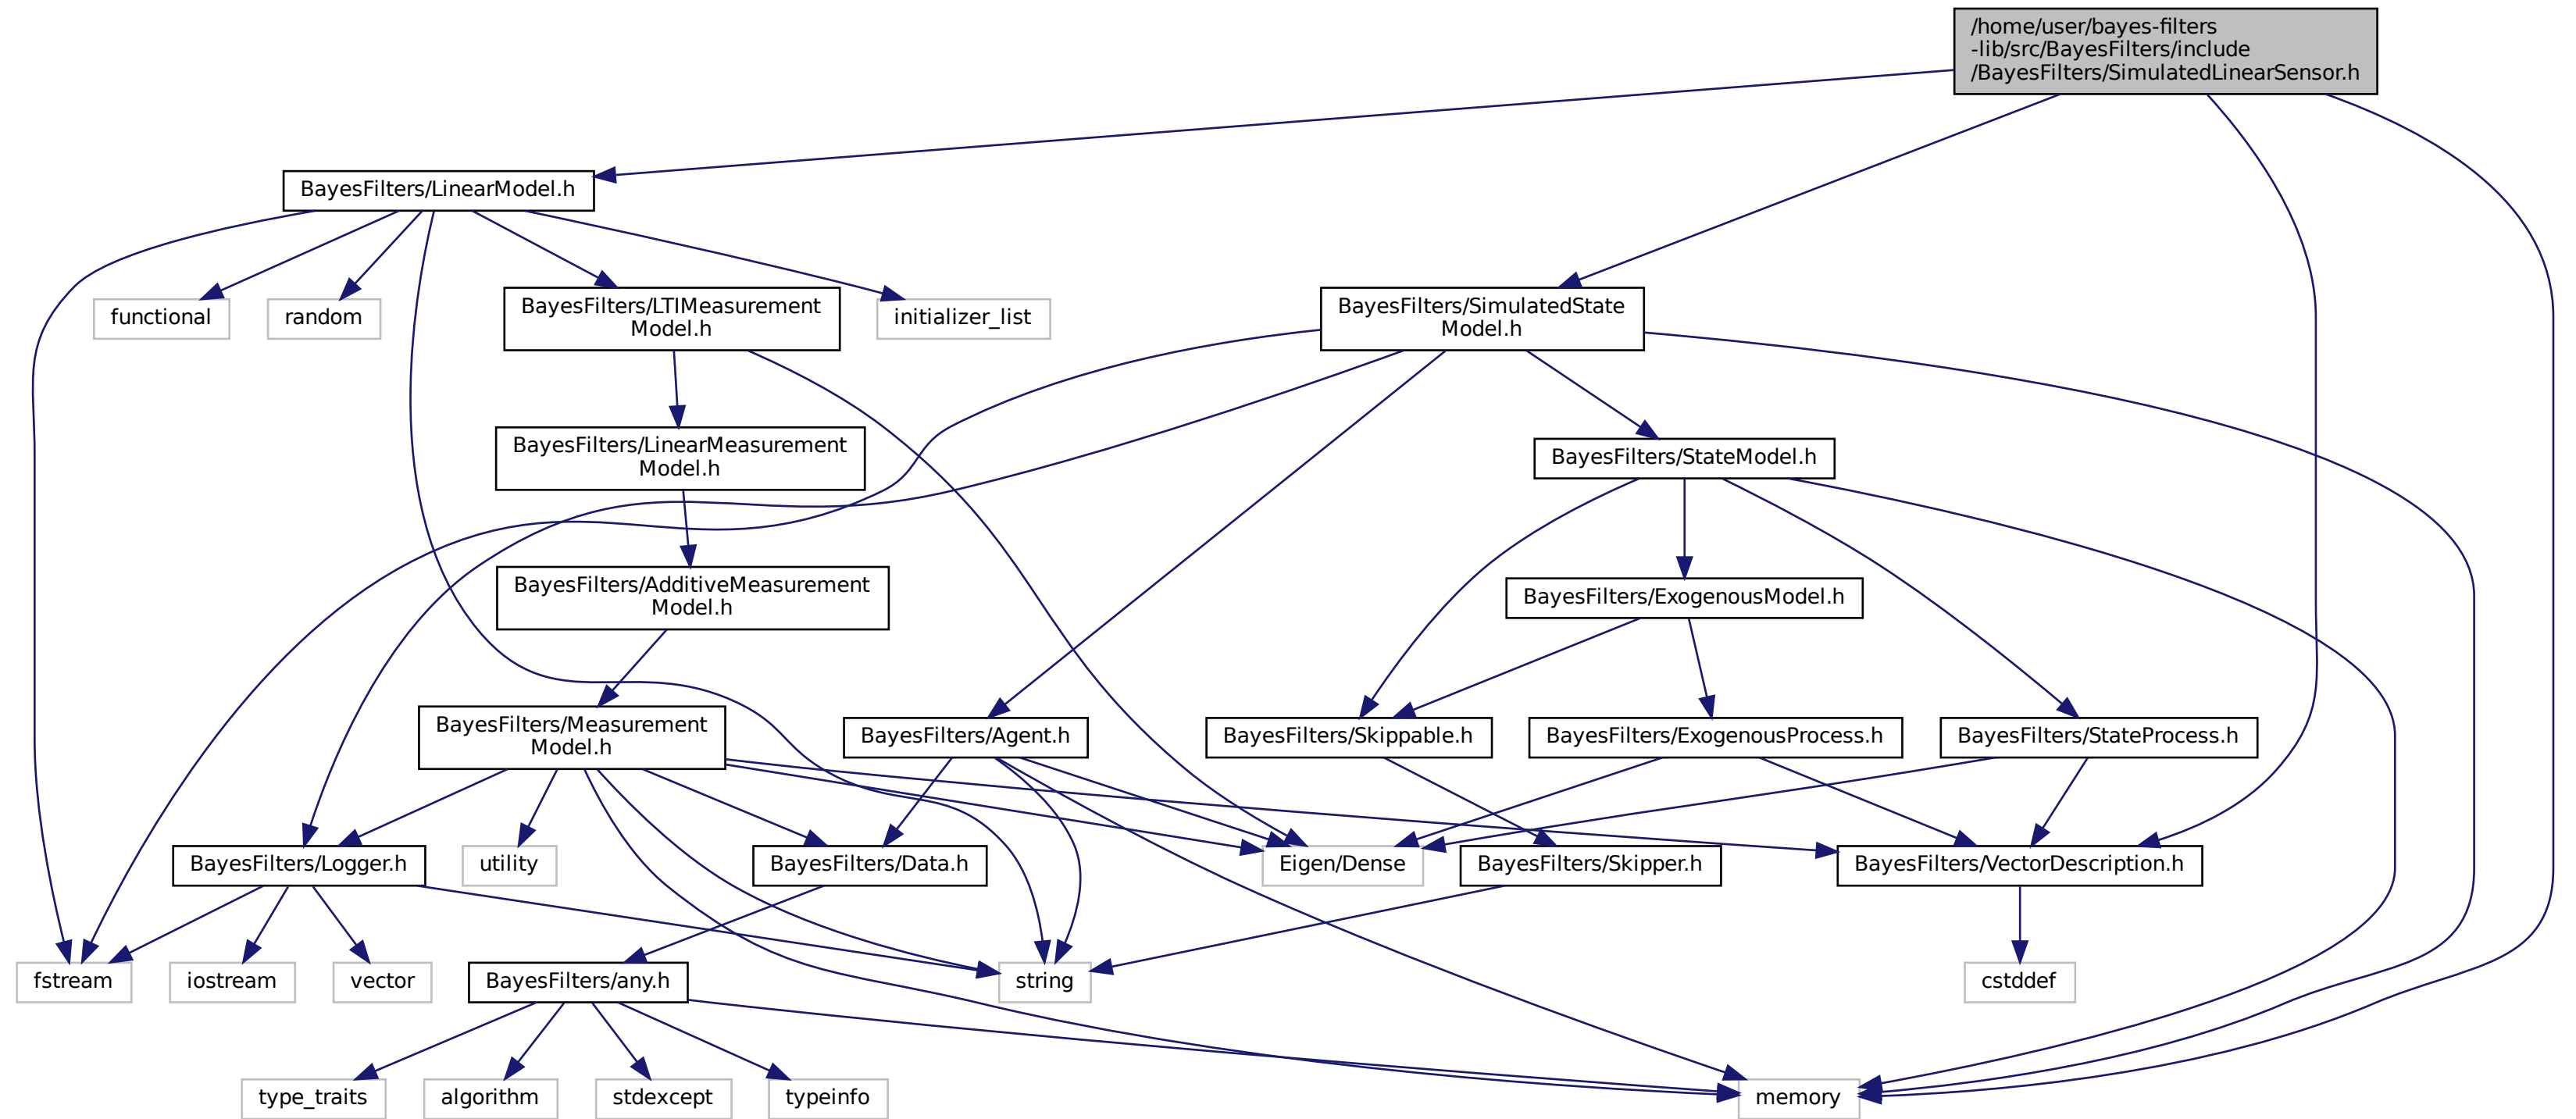 /home/user/bayes-filters
-lib/src/BayesFilters/include
/BayesFilters/SimulatedLinearSensor.h
BayesFilters/LinearModel.h
functional
random
BayesFilters/LTIMeasurement
Model.h
initializer_list
BayesFilters/SimulatedState
Model.h
BayesFilters/LinearMeasurement
Model.h
BayesFilters/StateModel.h
BayesFilters/AdditiveMeasurement
Model.h
BayesFilters/ExogenousModel.h
BayesFilters/Measurement
Model.h
BayesFilters/Agent.h
BayesFilters/Skippable.h
BayesFilters/ExogenousProcess.h
BayesFilters/StateProcess.h
BayesFilters/Logger.h
utility
BayesFilters/Data.h
Eigen/Dense
BayesFilters/Skipper.h
BayesFilters/VectorDescription.h
fstream
iostream
vector
BayesFilters/any.h
string
cstddef
type_traits
algorithm
stdexcept
typeinfo
memory